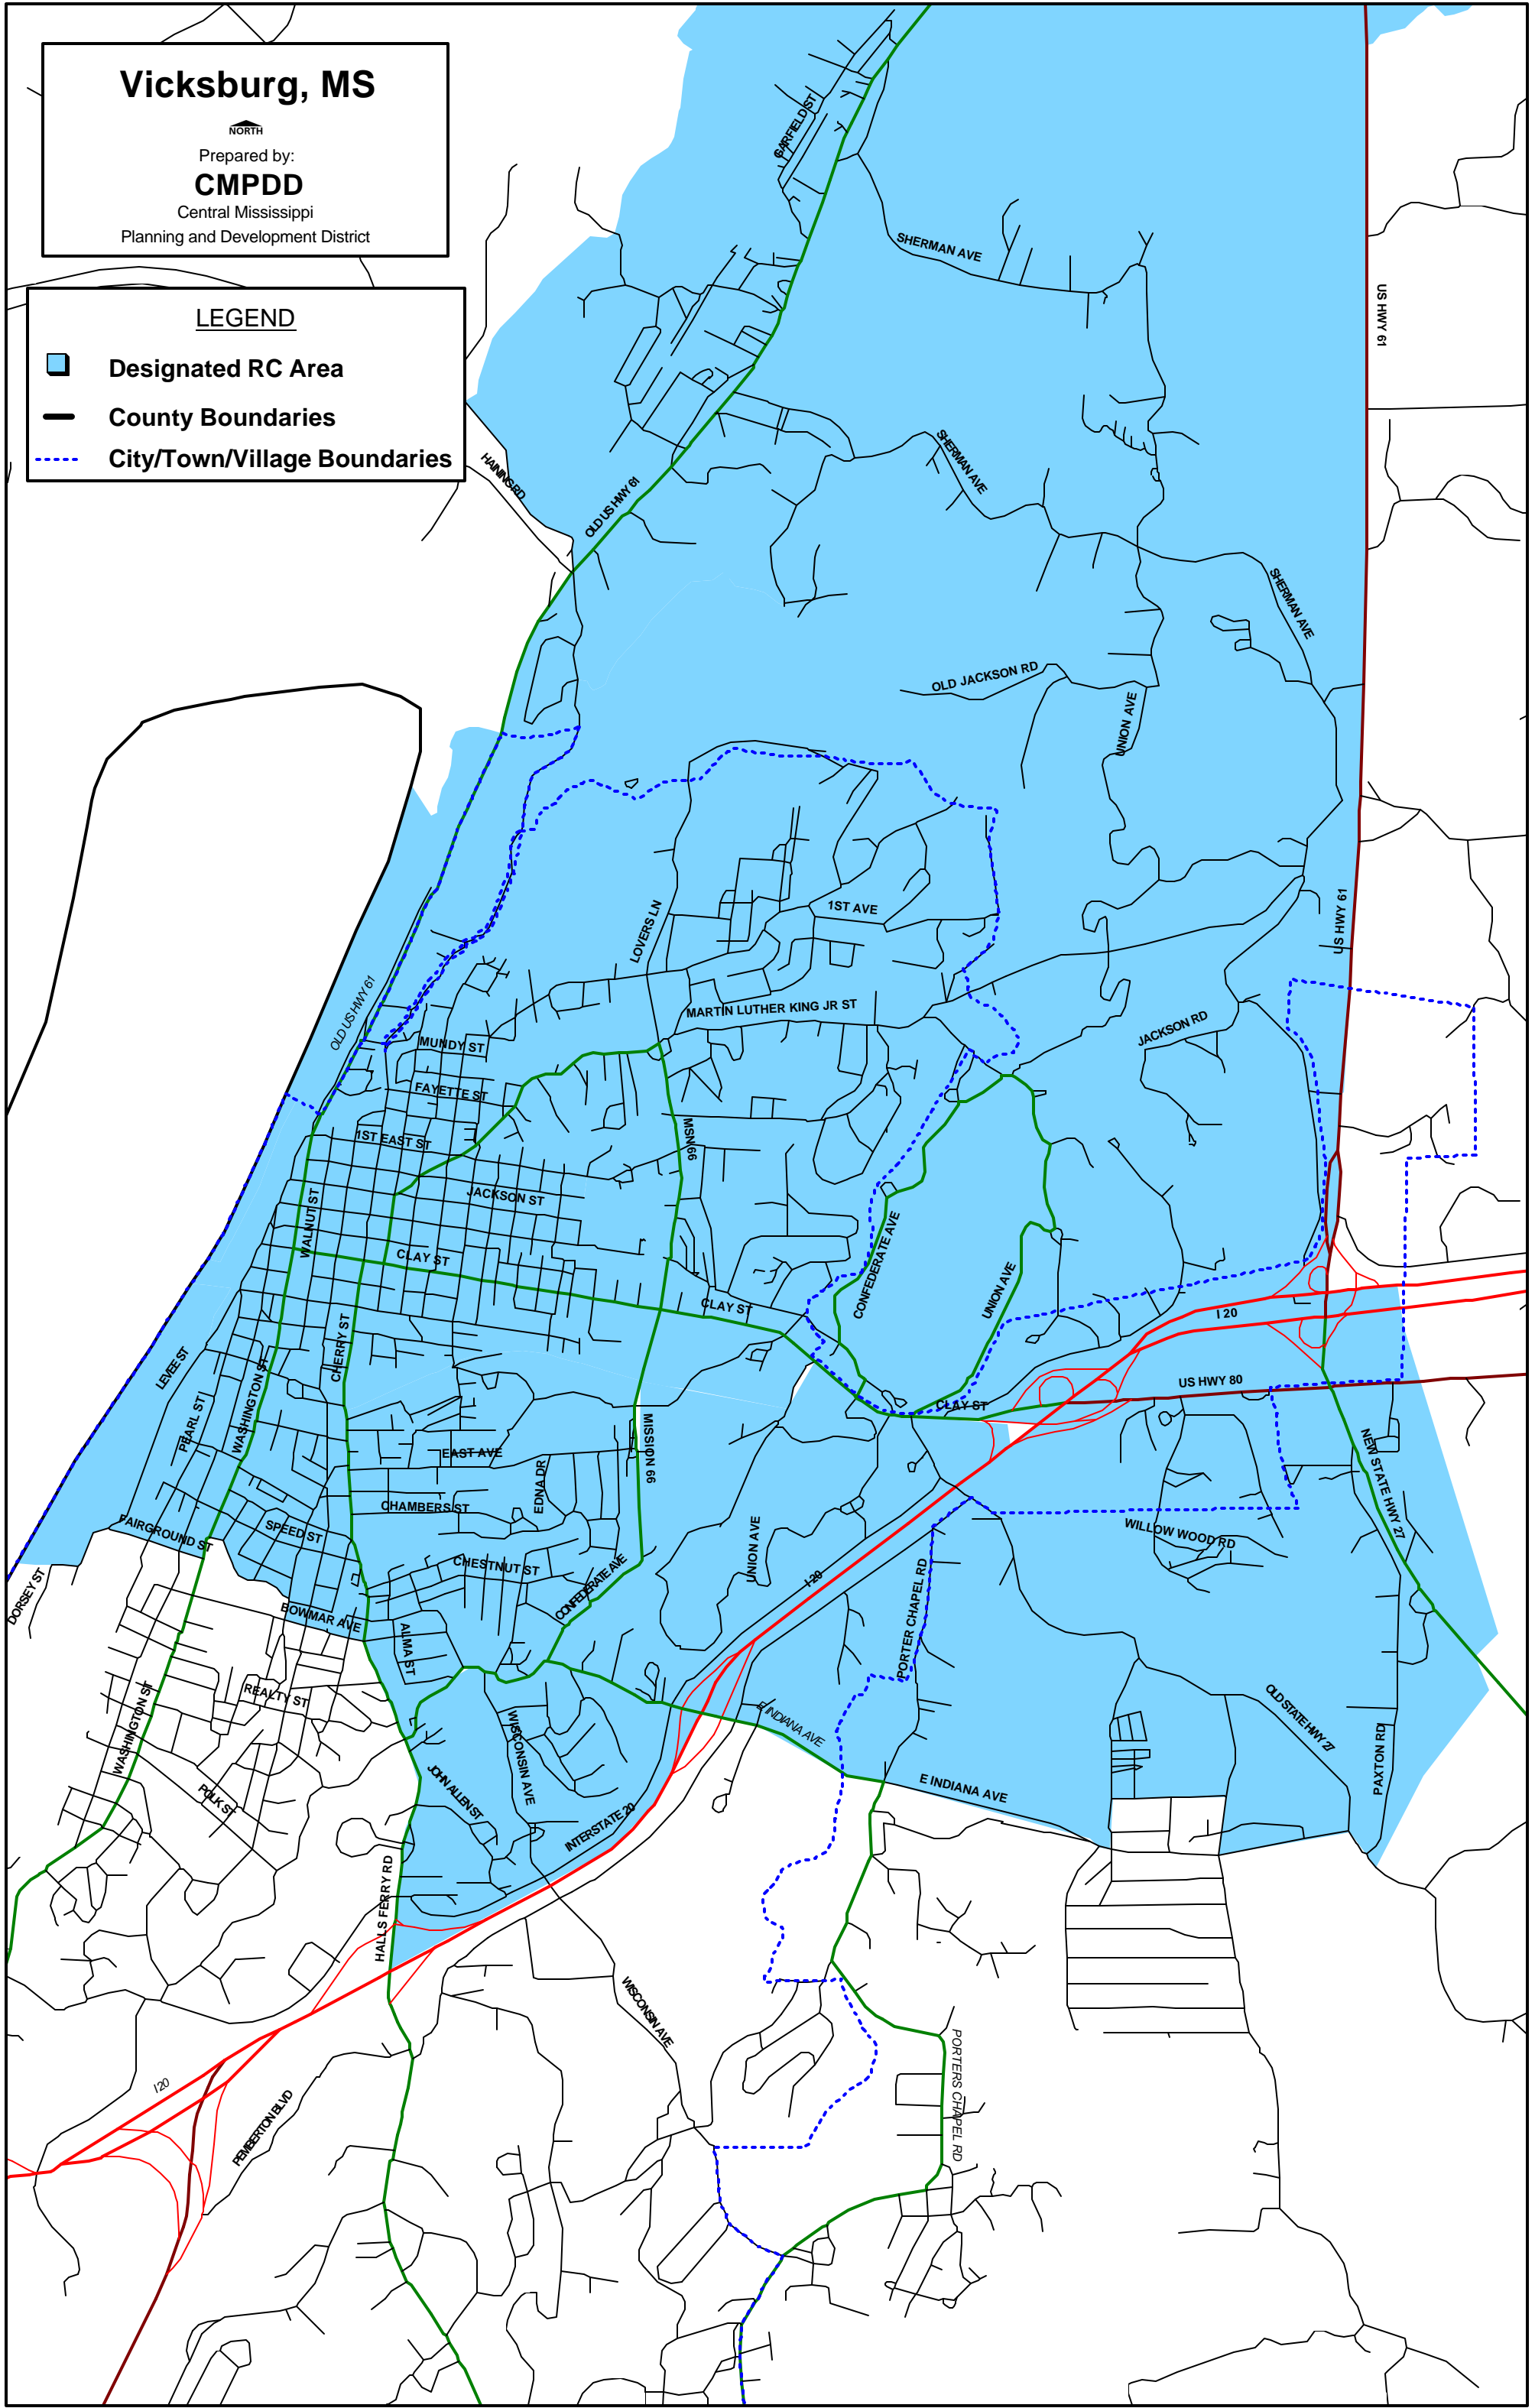 Vicksburg, MS
NORTH
Prepared by:
CMPDD
Central Mississippi
Planning and Development District
LEGEND
Designated RC Area
County Boundaries
City/Town/Village Boundaries
GARFIELD ST
SHERMAN AVE
US HWY 61
HAINING RD
OLD US HWY 61
SHERMAN AVE
SHERMAN AVE
OLD JACKSON RD
UNION AVE
LOVERS LN
1ST AVE
US HWY 61
OLD US HWY 61
MARTIN LUTHER KING JR ST
JACKSON RD
MUNDY ST
FAYETTE ST
1ST EAST ST
MSN66
JACKSON ST
WALNUT ST
CLAY ST
CONFEDERATE AVE
UNION AVE
CLAY ST
I 20
CHERRY ST
LEVEE ST
WASHINGTON ST
PEARL ST
US HWY 80
CLAY ST
MISSION 66
EAST AVE
EDNA DR
NEW STATE HWY 27
CHAMBERS ST
FAIRGROUND ST
SPEED ST
WILLOW WOOD RD
UNION AVE
CHESTNUT ST
CONFEDERATE AVE
I 20
PORTER CHAPEL RD
DORSEY ST
BOWMAR AVE
ALMA ST
REALTY ST
WASHINGTON ST
WISCONSIN AVE
E INDIANA AVE
OLD STATE HWY 27
PAXTON RD
JOHN ALLEN ST
POLK ST
E INDIANA AVE
INTERSTATE 20
HALLS FERRY RD
WISCONSIN AVE
PORTERS CHAPEL RD
I 20
PEMBERTON BLVD